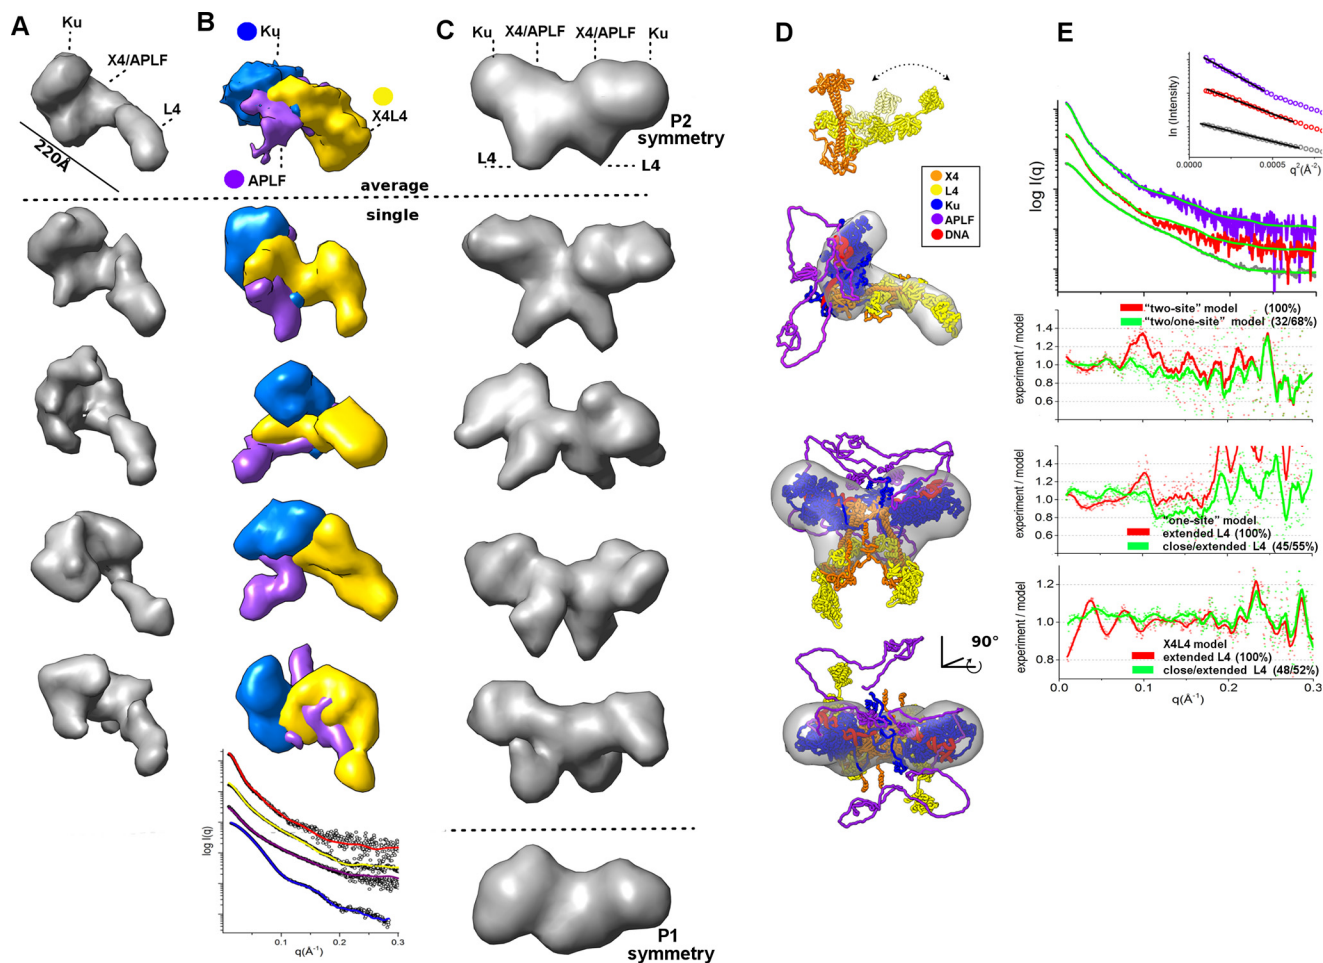 A
Ku
X4/APLF
L4
220Å
B
Ku
X4L4
APLF
average
single
C
Ku X4/APLF X4/APLF Ku
P2
symmetry
L4 L4
P1
symmetry
log I(q)
0.1 0.2 0.3
q(Å⁻¹)
D
X4
L4
Ku
APLF
DNA
90°
E
log I(q)
ln (Intensity)
0.0000 0.0005
q²(Å⁻²)
"two-site" model (100%)
"two/one-site" model (32/68%)
experiment / model
1.4
1.2
1.0
0.8
0.6
experiment / model
1.4
1.2
1.0
0.8
0.6
"one-site" model
extended L4 (100%)
close/extended L4 (45/55%)
experiment / model
1.2
1.0
0.8
X4L4 model
extended L4 (100%)
close/extended L4 (48/52%)
0.0 0.1 0.2 0.3
q(Å⁻¹)